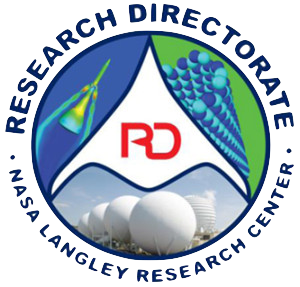 RESEARCH DIRECTORATE
RD
· NASA LANGLEY RESEARCH CENTER ·